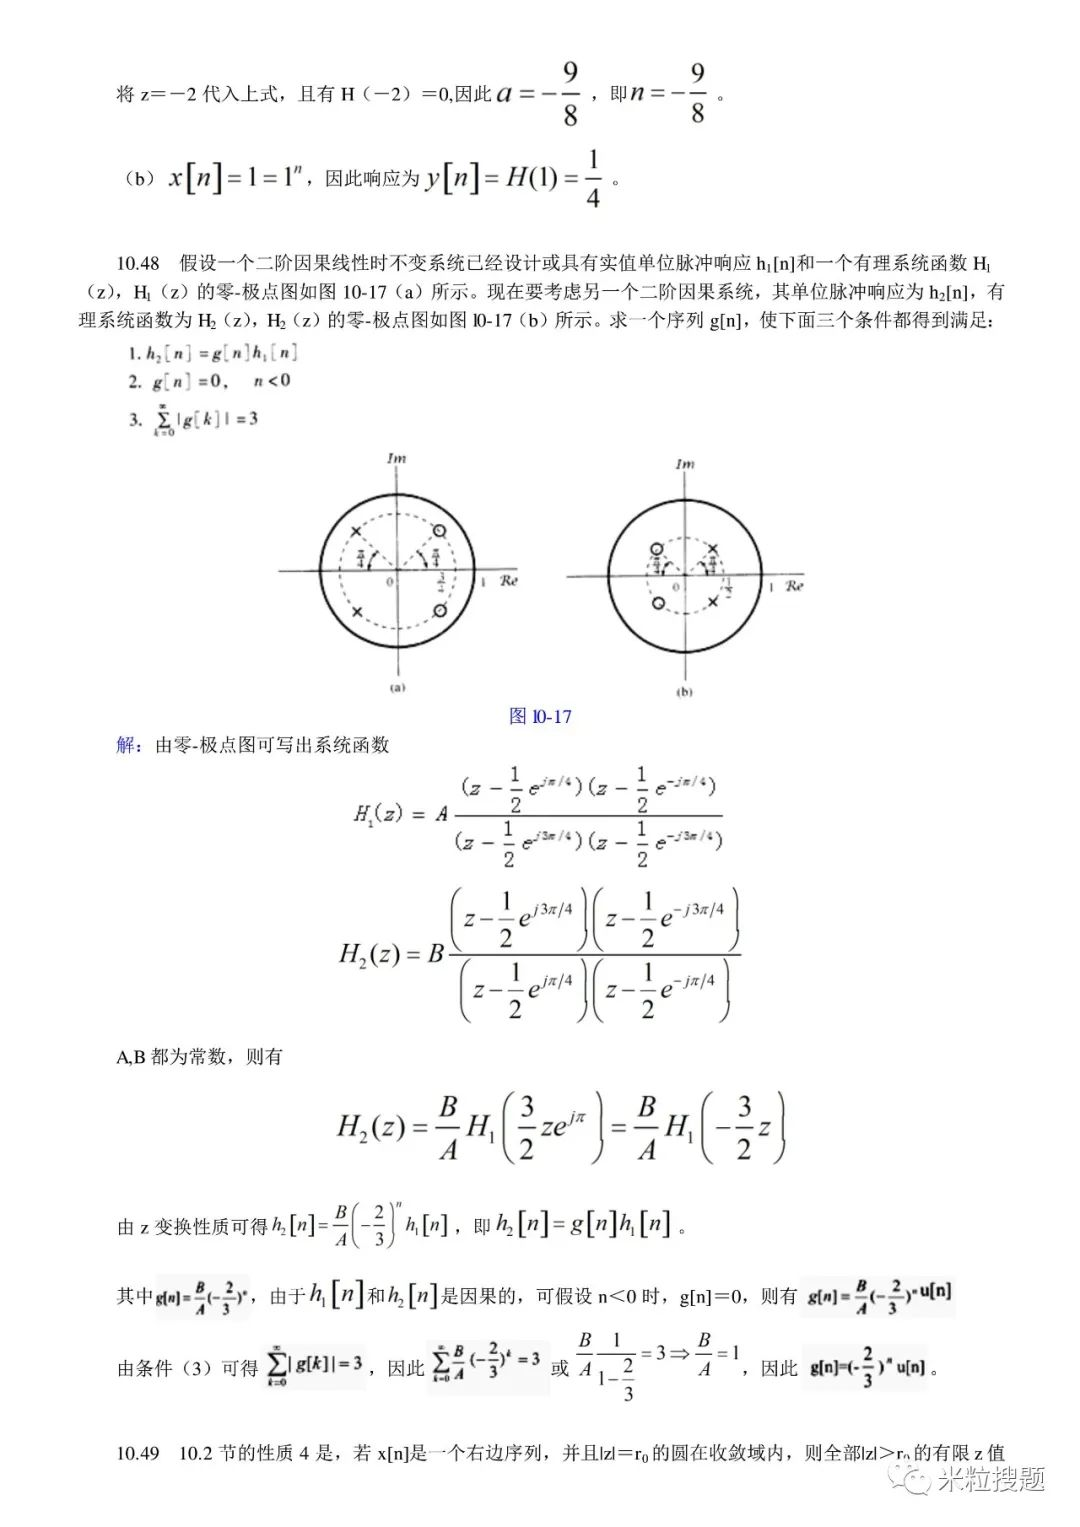 将 z＝－2 代入上式，且有 H（－2）＝0,因此 a = -9/8 ，即 n = -9/8 。
（b） x[n] = 1 = 1ⁿ，因此响应为 y[n] = H(1) = 1/4 。
10.48 假设一个二阶因果线性时不变系统已经设计或具有实值单位脉冲响应 h₁[n]和一个有理系统函数 H₁
（z），H₁（z）的零-极点图如图 10-17（a）所示。现在要考虑另一个二阶因果系统，其单位脉冲响应为 h₂[n]，有
理系统函数为 H₂（z），H₂（z）的零-极点图如图 10-17（b）所示。求一个序列 g[n]，使下面三个条件都得到满足：
1. h₂[n] = g[n]h₁[n]
2. g[n] =0, n<0
3. ∑_{k=0}^{∞} |g[k]| = 3
Im
π/4
π/4
0
3/4
1
Re
(a)
Im
π/4
π/4
0
1/2
1
Re
(b)
图 10-17
解：由零-极点图可写出系统函数
H₁(z) = A (z - 1/2 e^{jπ/4})(z - 1/2 e^{-jπ/4}) / (z - 1/2 e^{j3π/4})(z - 1/2 e^{-j3π/4})
H₂(z) = B (z - 1/2 e^{j3π/4})(z - 1/2 e^{-j3π/4}) / (z - 1/2 e^{jπ/4})(z - 1/2 e^{-jπ/4})
A,B 都为常数，则有
H₂(z) = B/A H₁(3/2 ze^{jπ}) = B/A H₁(-3/2 z)
由 z 变换性质可得 h₂[n] = B/A (-2/3)ⁿ h₁[n]，即 h₂[n] = g[n]h₁[n] 。
其中 g[n] = B/A (-2/3)ⁿ，由于 h₁[n]和 h₂[n]是因果的，可假设 n＜0 时，g[n]＝0，则有 g[n] = B/A (-2/3)ⁿ u[n]
由条件（3）可得 ∑_{k=0}^{∞} |g[k]| = 3，因此 ∑_{k=0}^{∞} B/A (-2/3)^k = 3 或 B/A 1/(1-2/3) = 3 ⇒ B/A = 1，因此 g[n]=(-2/3)ⁿ u[n] 。
10.49 10.2 节的性质 4 是，若 x[n]是一个右边序列，并且|z|＝r₀的圆在收敛域内，则全部|z|＞r₀的有限 z 值
米粒搜题